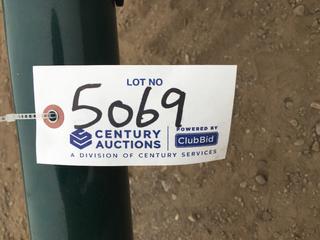 LOT NO
5069
CENTURY AUCTIONS
POWERED BY
ClubBid
A DIVISION OF CENTURY SERVICES